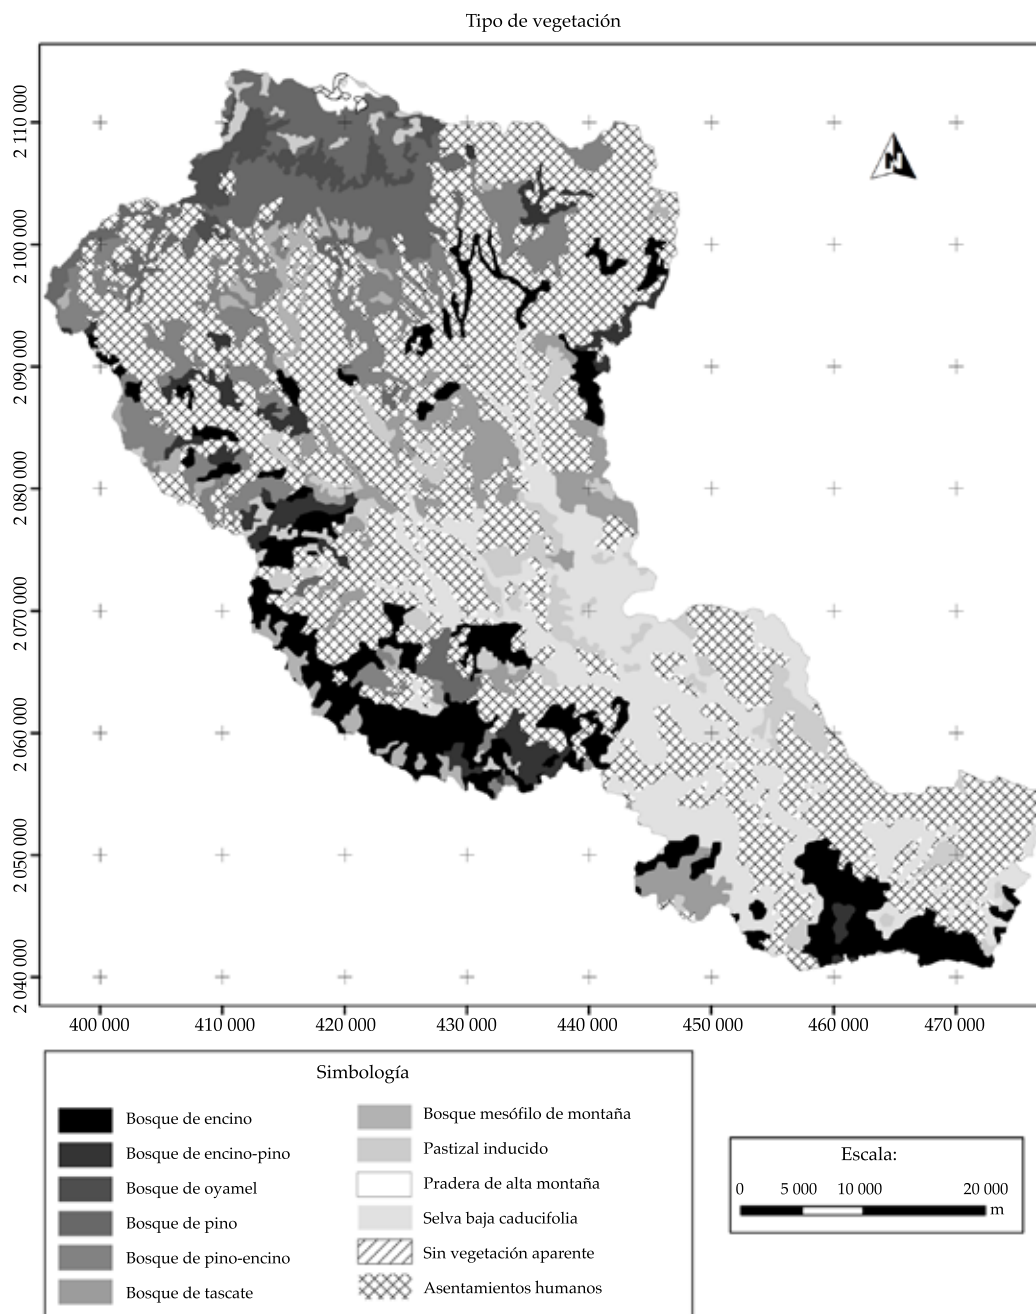 Tipo de vegetación
2 110 000
2 100 000
2 090 000
2 080 000
2 070 000
2 060 000
2 050 000
2 040 000
N
400 000 410 000 420 000 430 000 440 000 450 000 460 000 470 000
Simbología
Bosque de encino
Bosque de encino-pino
Bosque de oyamel
Bosque de pino
Bosque de pino-encino
Bosque de tascate
Bosque mesófilo de montaña
Pastizal inducido
Pradera de alta montaña
Selva baja caducifolia
Sin vegetación aparente
Asentamientos humanos
Escala:
0 5 000 10 000 20 000
m